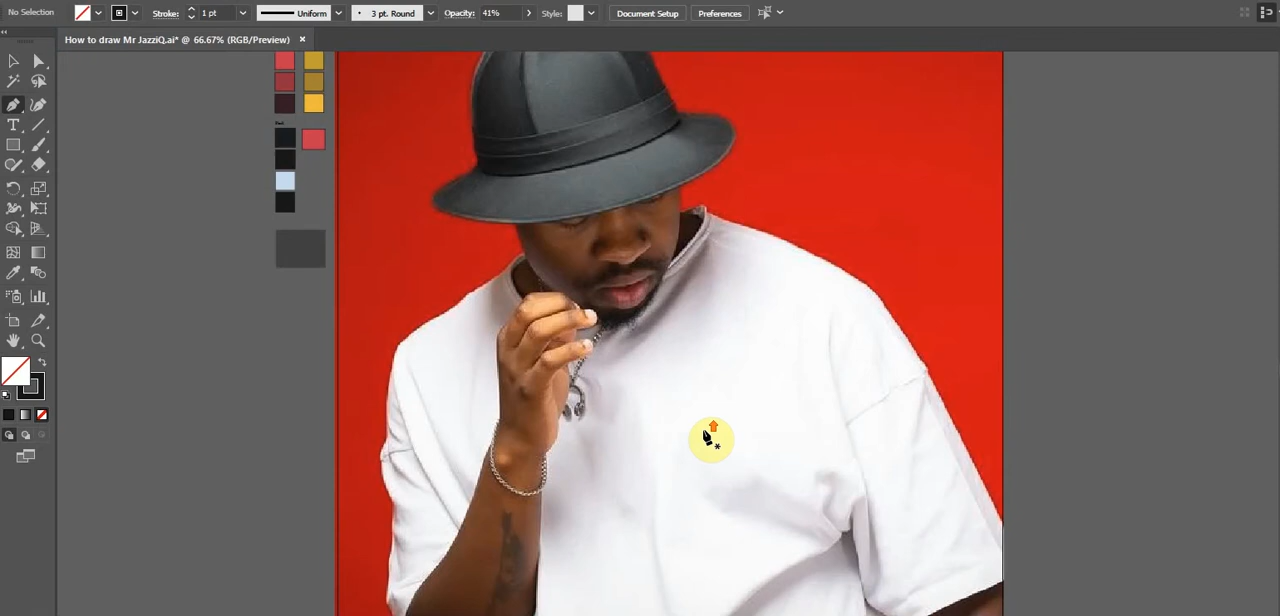 No Selection Stroke: 1 pt Uniform 3 pt. Round Opacity: 41% Style: Document Setup Preferences
How to draw Mr JazziQ.ai* @ 66.67% (RGB/Preview) ×